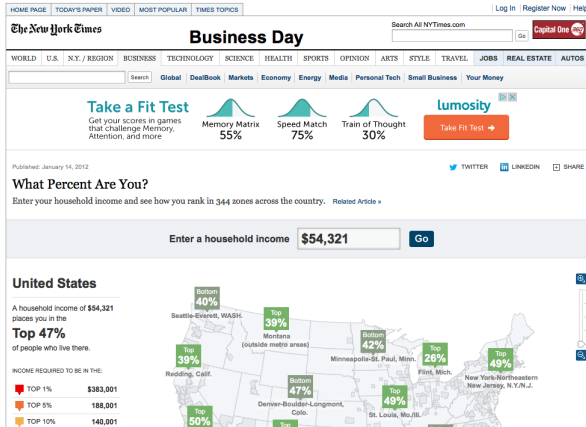 HOME PAGE TODAY'S PAPER VIDEO MOST POPULAR TIMES TOPICS
Log In Register Now Help
The New York Times
Business Day
Search All NYTimes.com
Go
Capital One
WORLD U.S. N.Y. / REGION BUSINESS TECHNOLOGY SCIENCE HEALTH SPORTS OPINION ARTS STYLE TRAVEL JOBS REAL ESTATE AUTOS
Search Global DealBook Markets Economy Energy Media Personal Tech Small Business Your Money
Take a Fit Test
Get your scores in games
that challenge Memory,
Attention, and more
Memory Matrix
55%
Speed Match
75%
Train of Thought
30%
lumosity
Take Fit Test
Published: January 14, 2012
TWITTER LINKEDIN SHARE
What Percent Are You?
Enter your household income and see how you rank in 344 zones across the country. Related Article »
Enter a household income $54,321 Go
United States
A household income of $54,321
places you in the
Top 47%
of people who live there.
INCOME REQUIRED TO BE IN THE:
TOP 1% $383,001
TOP 5% 188,001
TOP 10% 140,001
Bottom
40%
Seattle-Everett, WASH.
Top
39%
Montana
(outside metro areas)
Bottom
42%
Minneapolis-St. Paul, Minn.
Top
26%
Flint, Mich.
Top
49%
New York-Northeastern
New Jersey, N.Y./N.J.
Top
39%
Redding, Calif.
Bottom
47%
Denver-Boulder-Longmont,
Colo.
Top
49%
St. Louis, Mo./Ill.
Top
50%
Top